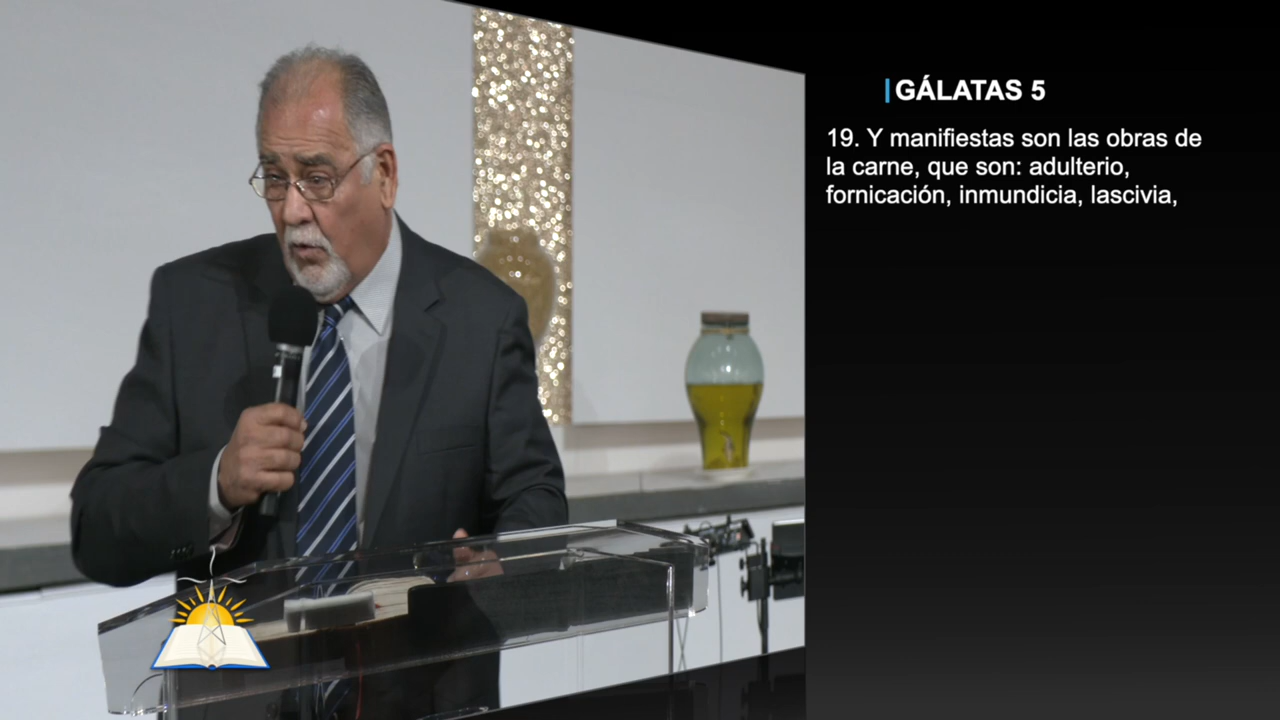 GÁLATAS 5
19. Y manifiestas son las obras de
la carne, que son: adulterio,
fornicación, inmundicia, lascivia,